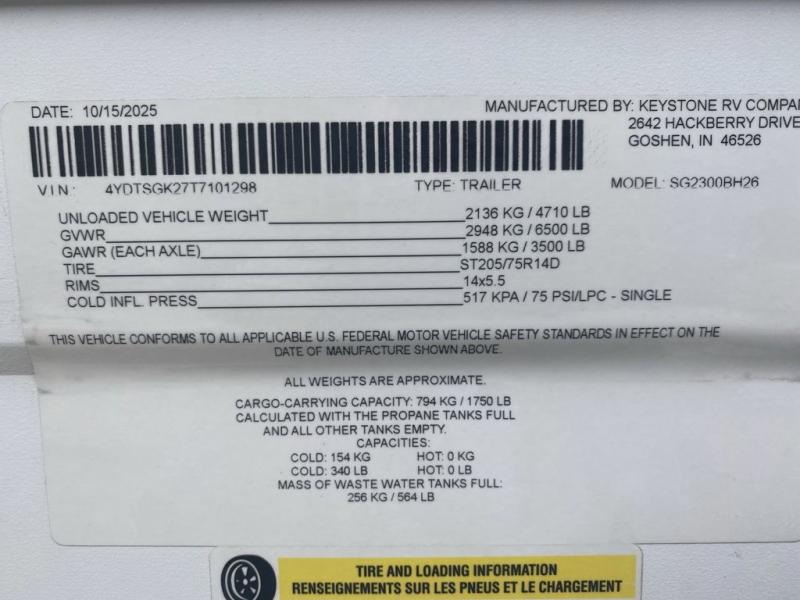 DATE: 10/15/2025
MANUFACTURED BY: KEYSTONE RV COMPAN
2642 HACKBERRY DRIVE
GOSHEN, IN 46526
VIN: 4YDTSGK27T7101298 TYPE: TRAILER MODEL: SG2300BH26
UNLOADED VEHICLE WEIGHT 2136 KG / 4710 LB
GVWR 2948 KG / 6500 LB
GAWR (EACH AXLE) 1588 KG / 3500 LB
TIRE ST205/75R14D
RIMS 14x5.5
COLD INFL. PRESS 517 KPA / 75 PSI/LPC - SINGLE
THIS VEHICLE CONFORMS TO ALL APPLICABLE U.S. FEDERAL MOTOR VEHICLE SAFETY STANDARDS IN EFFECT ON THE
DATE OF MANUFACTURE SHOWN ABOVE.
ALL WEIGHTS ARE APPROXIMATE.
CARGO-CARRYING CAPACITY: 794 KG / 1750 LB
CALCULATED WITH THE PROPANE TANKS FULL
AND ALL OTHER TANKS EMPTY.
CAPACITIES:
COLD: 154 KG HOT: 0 KG
COLD: 340 LB HOT: 0 LB
MASS OF WASTE WATER TANKS FULL:
256 KG / 564 LB
TIRE AND LOADING INFORMATION
RENSEIGNEMENTS SUR LES PNEUS ET LE CHARGEMENT